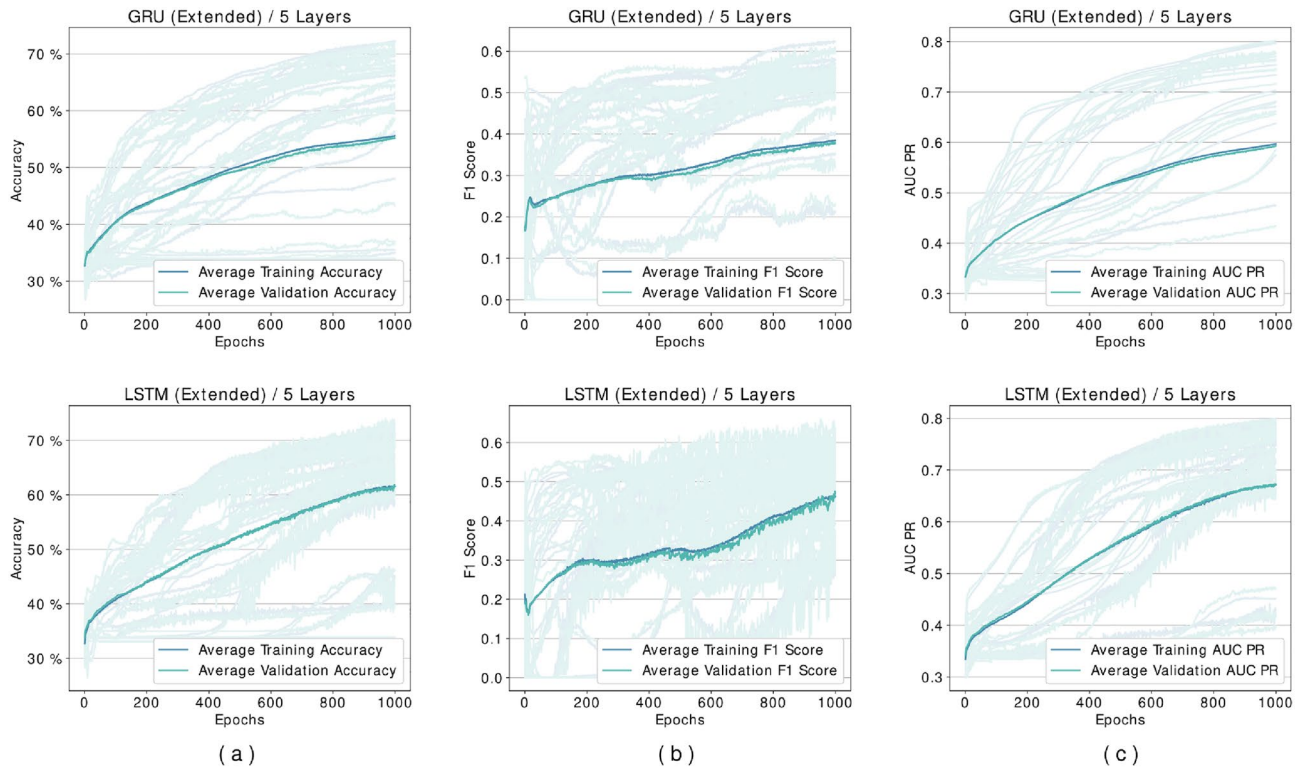 GRU (Extended) / 5 Layers
70 %
60 %
50 %
40 %
30 %
Accuracy
Average Training Accuracy
Average Validation Accuracy
0 200 400 600 800 1000
Epochs
GRU (Extended) / 5 Layers
0.6
0.5
0.4
0.3
0.2
0.1
0.0
F1 Score
Average Training F1 Score
Average Validation F1 Score
0 200 400 600 800 1000
Epochs
GRU (Extended) / 5 Layers
0.8
0.7
0.6
0.5
0.4
0.3
AUC PR
Average Training AUC PR
Average Validation AUC PR
0 200 400 600 800 1000
Epochs
LSTM (Extended) / 5 Layers
70 %
60 %
50 %
40 %
30 %
Accuracy
Average Training Accuracy
Average Validation Accuracy
0 200 400 600 800 1000
Epochs
LSTM (Extended) / 5 Layers
0.6
0.5
0.4
0.3
0.2
0.1
0.0
F1 Score
Average Training F1 Score
Average Validation F1 Score
0 200 400 600 800 1000
Epochs
LSTM (Extended) / 5 Layers
0.8
0.7
0.6
0.5
0.4
0.3
AUC PR
Average Training AUC PR
Average Validation AUC PR
0 200 400 600 800 1000
Epochs
( a )
( b )
( c )